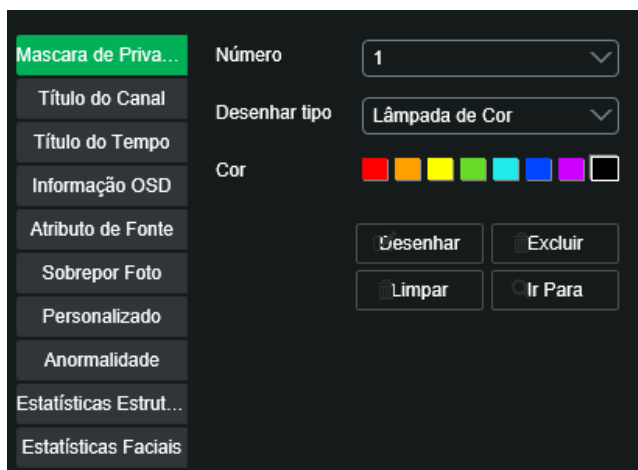 Mascara de Priva...
Título do Canal
Título do Tempo
Informação OSD
Atributo de Fonte
Sobrepor Foto
Personalizado
Anormalidade
Estatísticas Estrut...
Estatísticas Faciais
Número
1
Desenhar tipo
Lâmpada de Cor
Cor
Desenhar
Excluir
Limpar
Ir Para